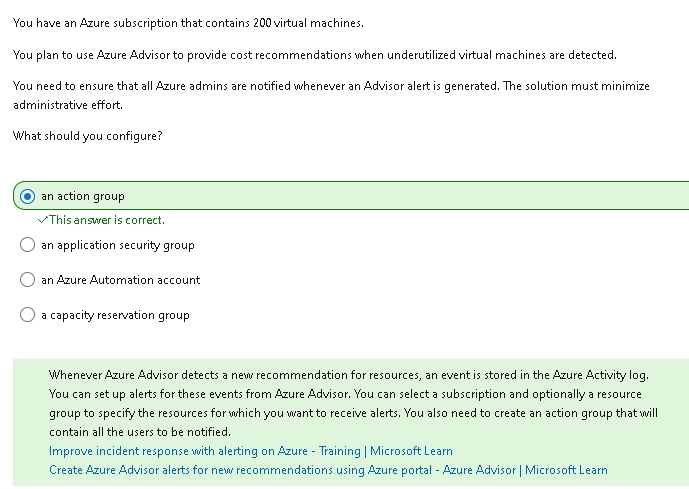 You have an Azure subscription that contains 200 virtual machines.
You plan to use Azure Advisor to provide cost recommendations when underutilized virtual machines are detected.
You need to ensure that all Azure admins are notified whenever an Advisor alert is generated. The solution must minimize
administrative effort.
What should you configure?
an action group
✓This answer is correct.
an application security group
an Azure Automation account
a capacity reservation group
Whenever Azure Advisor detects a new recommendation for resources, an event is stored in the Azure Activity log.
You can set up alerts for these events from Azure Advisor. You can select a subscription and optionally a resource
group to specify the resources for which you want to receive alerts. You also need to create an action group that will
contain all the users to be notified.
Improve incident response with alerting on Azure - Training | Microsoft Learn
Create Azure Advisor alerts for new recommendations using Azure portal - Azure Advisor | Microsoft Learn